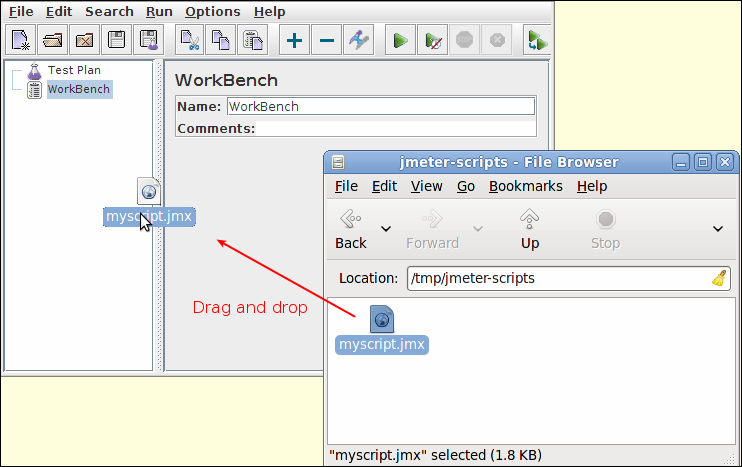 File Edit Search Run Options Help
Test Plan
WorkBench
WorkBench
Name: WorkBench
Comments:
myscript.jmx
Drag and drop
jmeter-scripts - File Browser
File Edit View Go Bookmarks Help
Back Forward Up Stop
Location: /tmp/jmeter-scripts
myscript.jmx
"myscript.jmx" selected (1.8 KB)